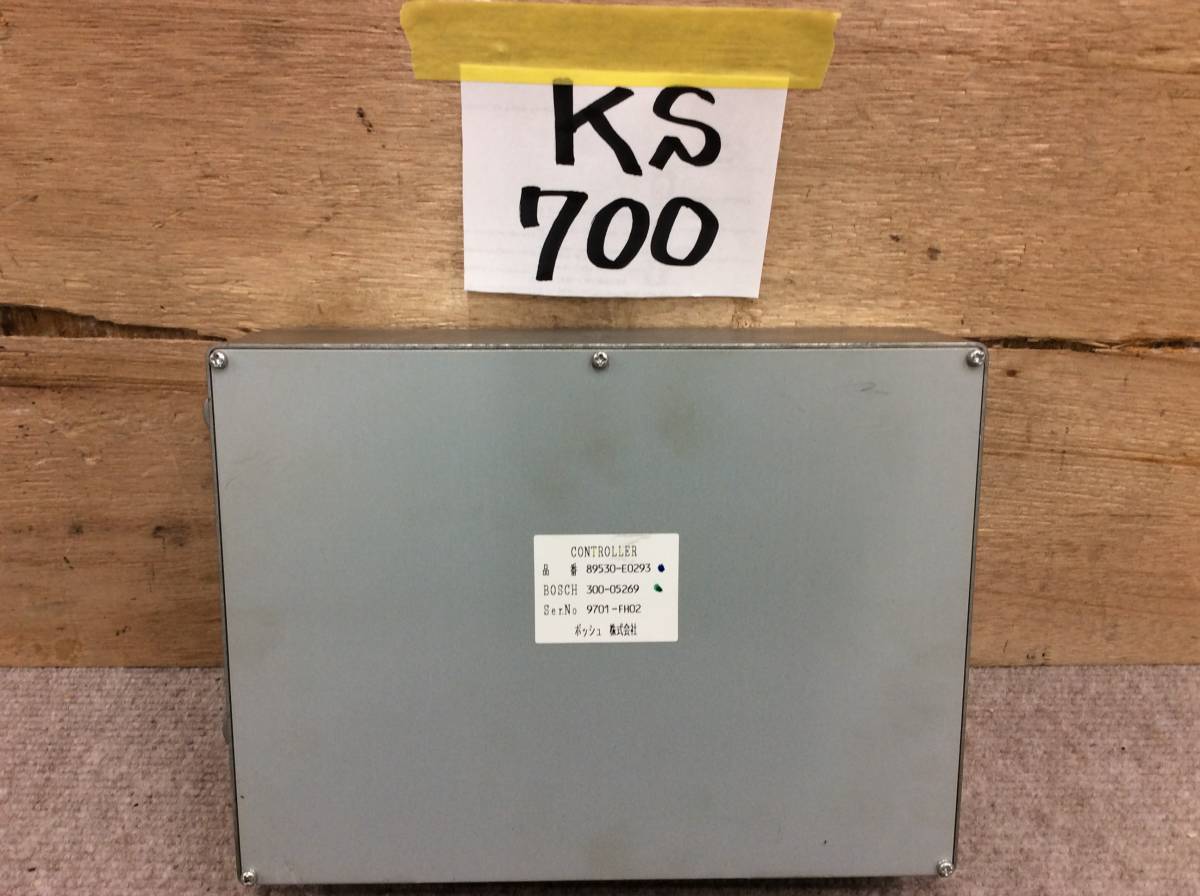 KS
700
CONTROLLER
品 番 89530-E0293
BOSCH 300-05269
Ser.No 9701-FH02
ボッシュ 株式会社